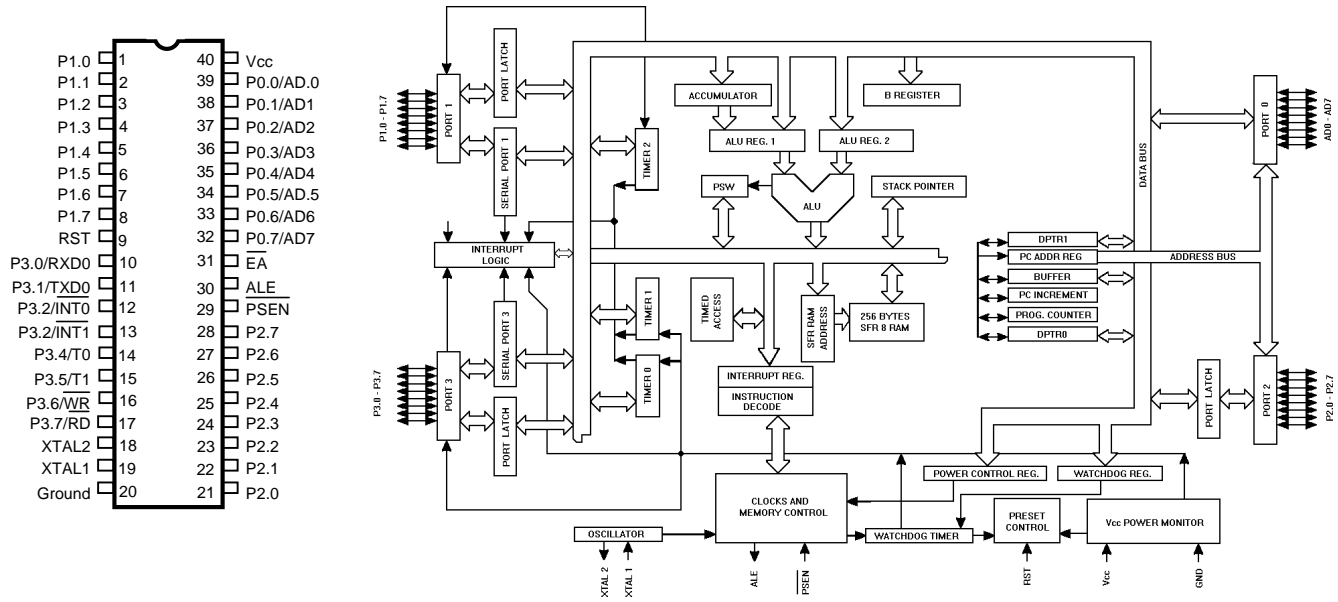 P1.0 1 40 Vcc
P1.1 2 39 P0.0/AD.0
P1.2 3 38 P0.1/AD1
P1.3 4 37 P0.2/AD2
P1.4 5 36 P0.3/AD3
P1.5 6 35 P0.4/AD4
P1.6 7 34 P0.5/AD.5
P1.7 8 33 P0.6/AD6
RST 9 32 P0.7/AD7
P3.0/RXD0 10 31 EA
P3.1/TXD0 11 30 ALE
P3.2/INT0 12 29 PSEN
P3.2/INT1 13 28 P2.7
P3.4/T0 14 27 P2.6
P3.5/T1 15 26 P2.5
P3.6/WR 16 25 P2.4
P3.7/RD 17 24 P2.3
XTAL2 18 23 P2.2
XTAL1 19 22 P2.1
Ground 20 21 P2.0
P1.0 - P1.7
PORT 1
PORT LATCH
SERIAL PORT 1
TIMER 2
ACCUMULATOR
B REGISTER
ALU REG. 1
ALU REG. 2
PSW
ALU
STACK POINTER
DATA BUS
PORT 0
AD0 - AD7
INTERRUPT
LOGIC
DPTR1
PC ADDR REG
BUFFER
PC INCREMENT
PROG. COUNTER
DPTR0
ADDRESS BUS
TIMER 1
TIMED
ACCESS
SFR RAM
ADDRESS
256 BYTES
SFR 8 RAM
P3.0 - P3.7
PORT 3
SERIAL PORT 3
PORT LATCH
TIMER 0
INTERRUPT REG.
INSTRUCTION
DECODE
PORT LATCH
PORT 2
P2.0 - P2.7
POWER CONTROL REG.
WATCHDOG REG.
CLOCKS AND
MEMORY CONTROL
OSCILLATOR
WATCHDOG TIMER
PRESET
CONTROL
Vcc POWER MONITOR
XTAL 2
XTAL 1
ALE
PSEN
RST
Vcc
GND